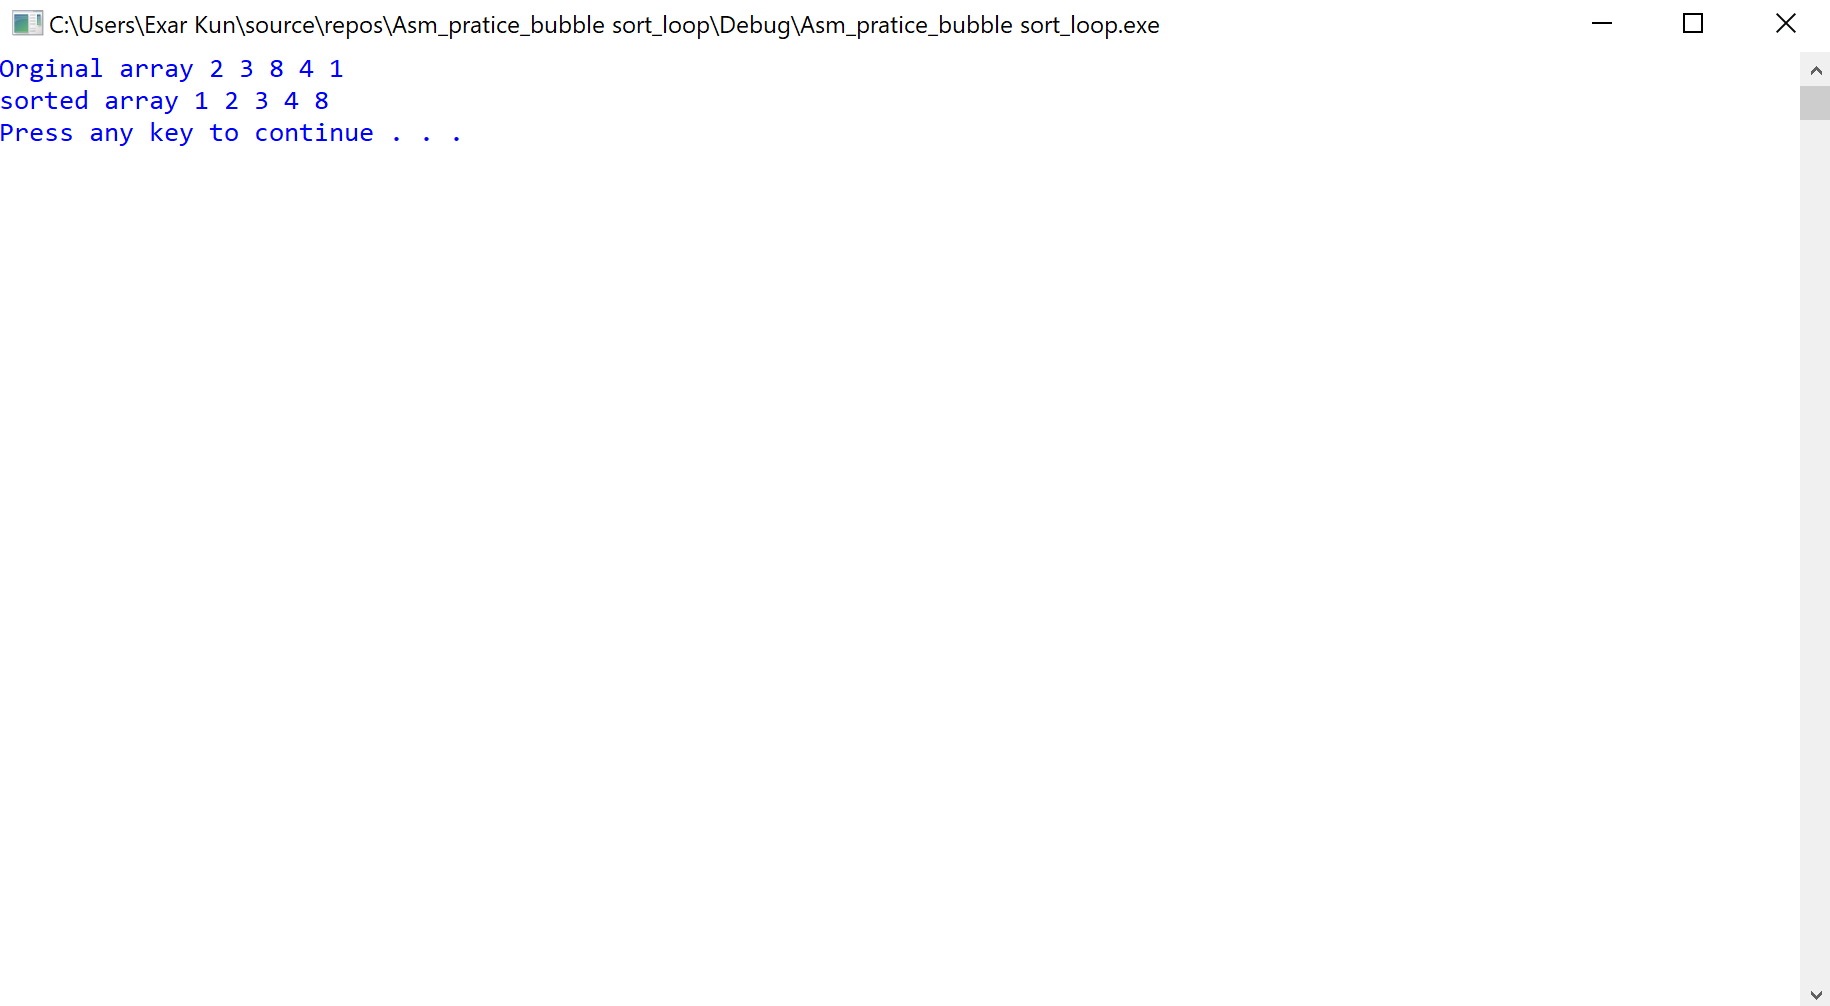 C:\Users\Exar Kun\source\repos\Asm_pratice_bubble sort_loop\Debug\Asm_pratice_bubble sort_loop.exe
Orginal array 2 3 8 4 1
sorted array 1 2 3 4 8
Press any key to continue . . .